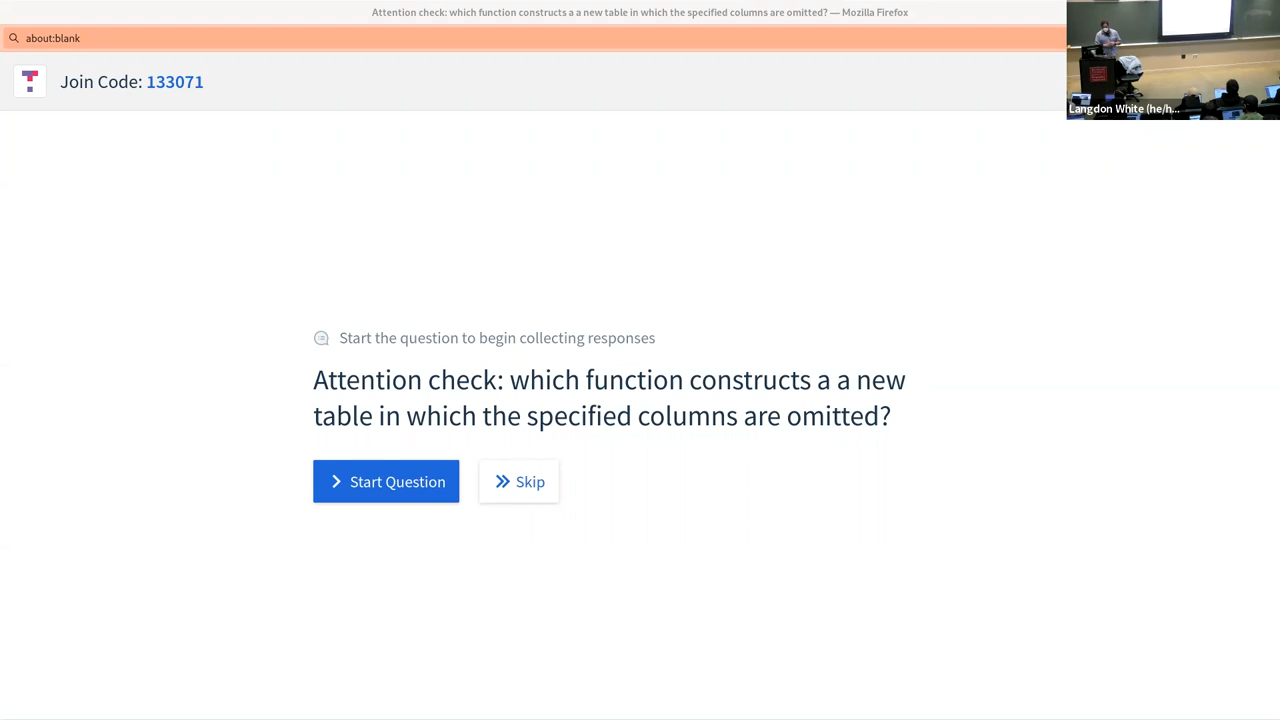 Attention check: which function constructs a a new table in which the specified columns are omitted? — Mozilla Firefox
about:blank
Join Code: 133071
Langdon White (he/h...
Start the question to begin collecting responses
Attention check: which function constructs a a new
table in which the specified columns are omitted?
Start Question
Skip